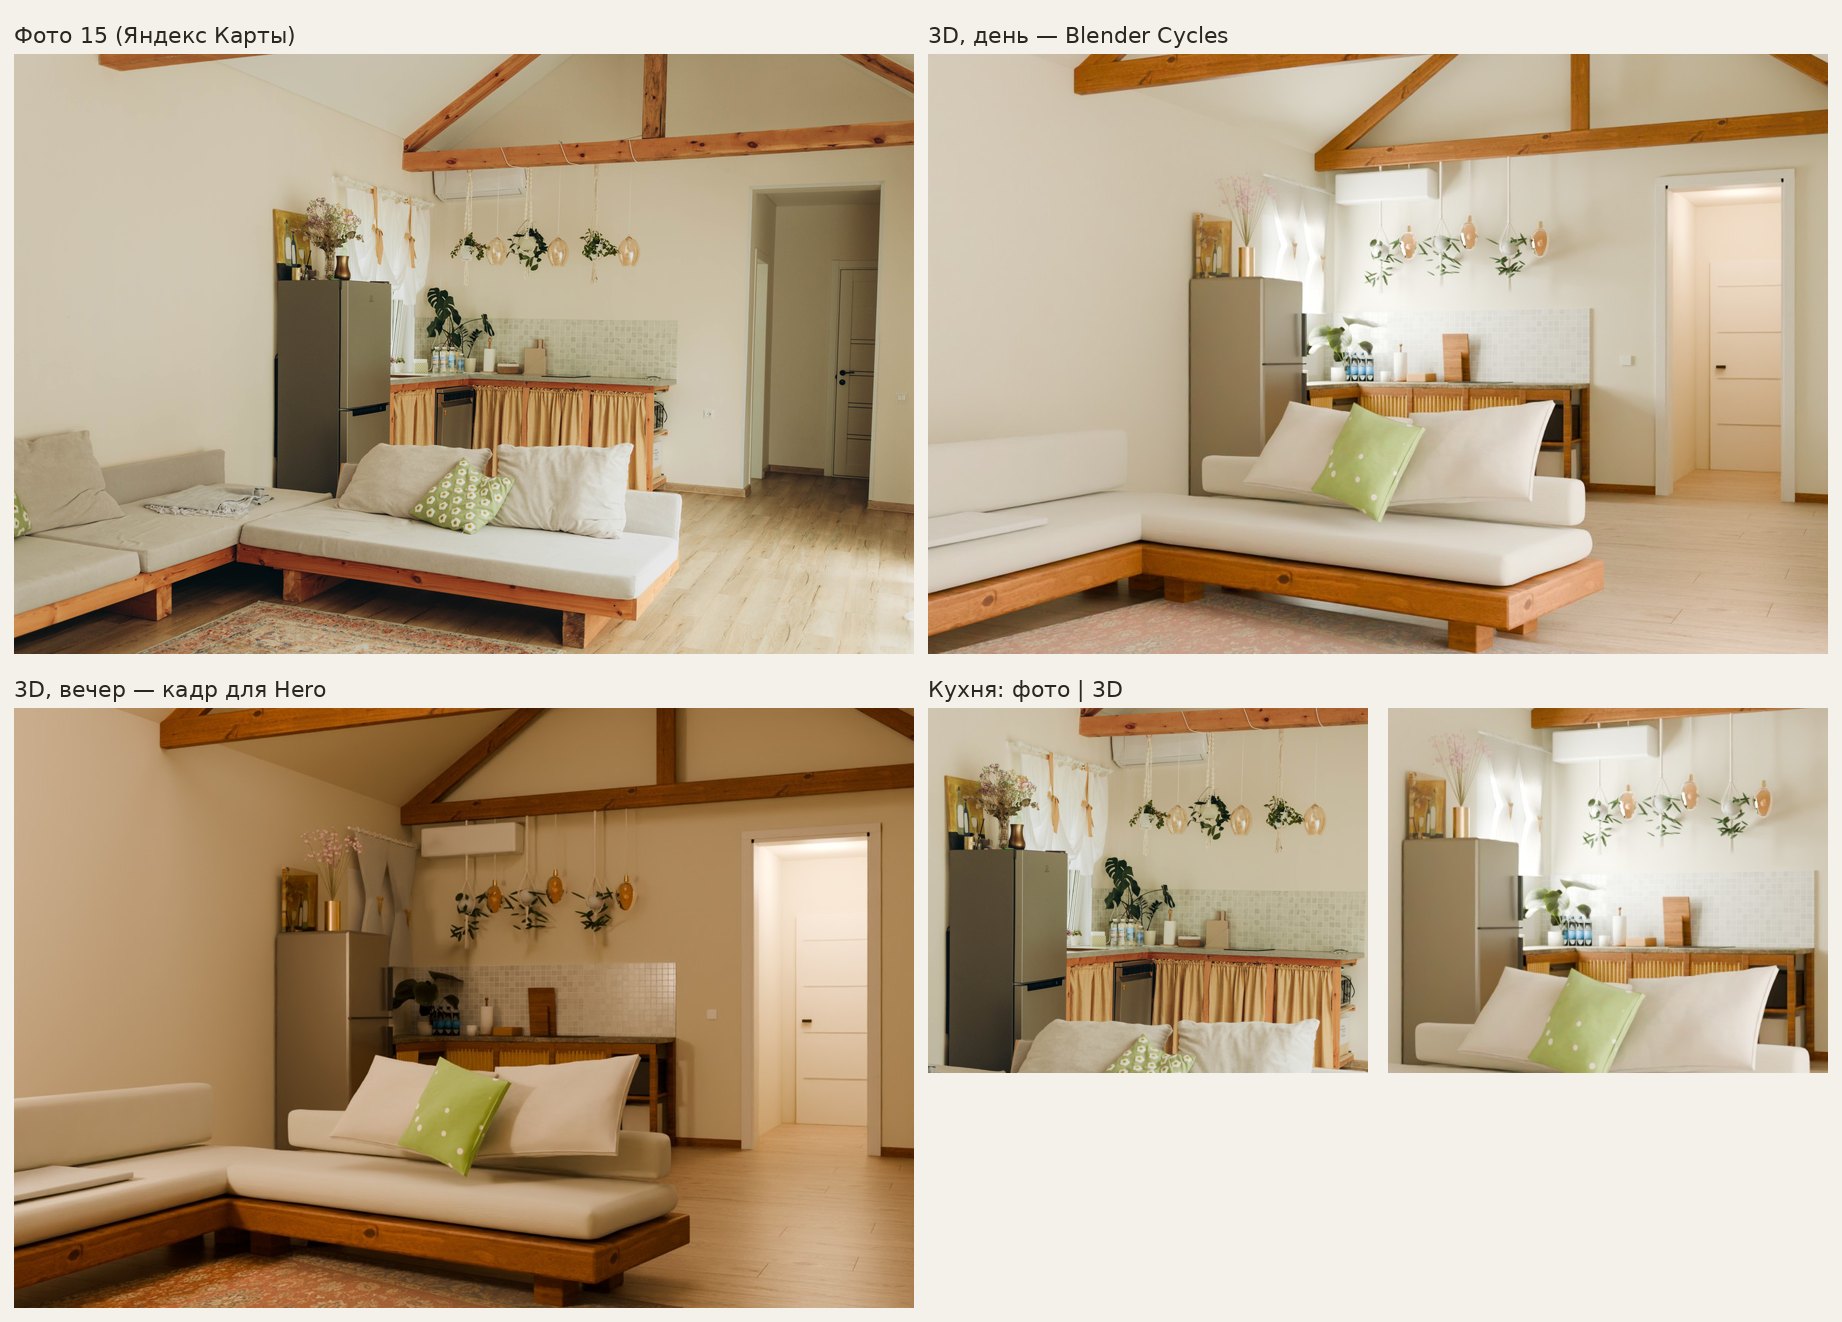 Фото 15 (Яндекс Карты)
3D, день — Blender Cycles
3D, вечер — кадр для Hero
Кухня: фото | 3D